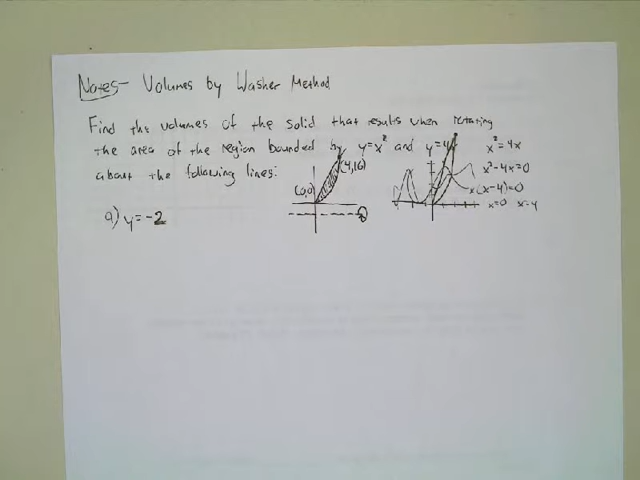 Notes- Volumes by Washer Method
Find the volumes of the solid that results when rotating
the area of the region bounded by y=x² and y=4x
about the following lines:
a) y=-2
(0,0)
(4,16)
x²=4x
x²-4x=0
x(x-4)=0
x=0 x=4